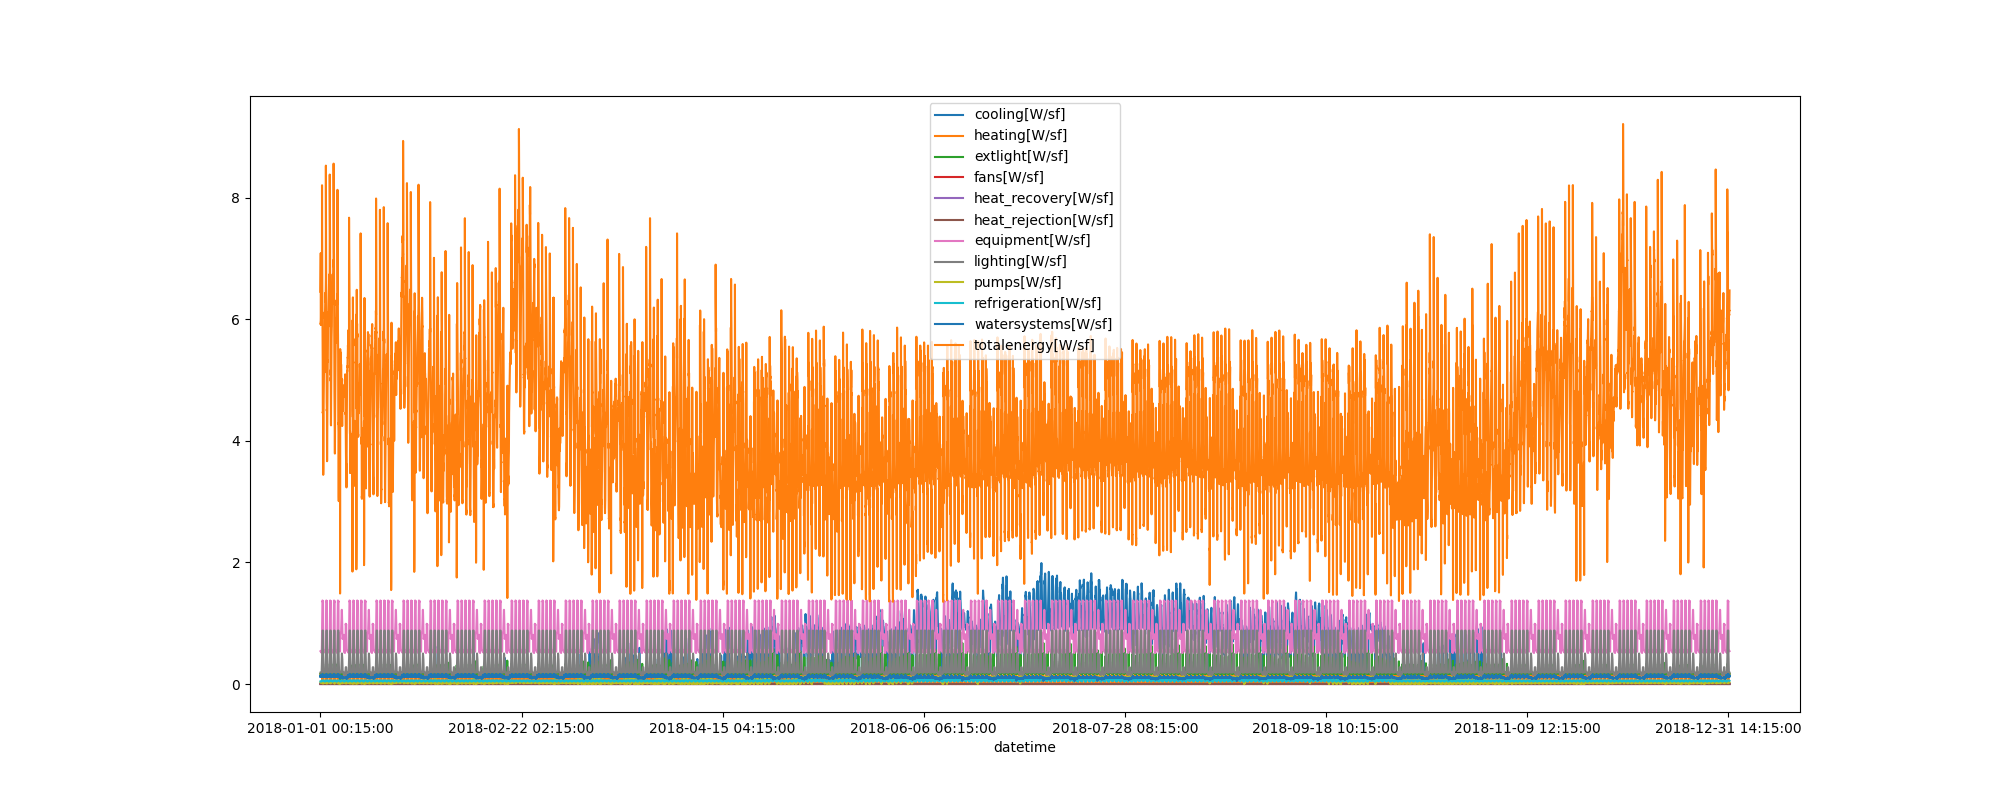 cooling[W/sf]
heating[W/sf]
extlight[W/sf]
fans[W/sf]
heat_recovery[W/sf]
heat_rejection[W/sf]
equipment[W/sf]
lighting[W/sf]
pumps[W/sf]
refrigeration[W/sf]
watersystems[W/sf]
totalenergy[W/sf]
8
6
4
2
0
2018-01-01 00:15:00 2018-02-22 02:15:00 2018-04-15 04:15:00 2018-06-06 06:15:00 2018-07-28 08:15:00 2018-09-18 10:15:00 2018-11-09 12:15:00 2018-12-31 14:15:00
datetime